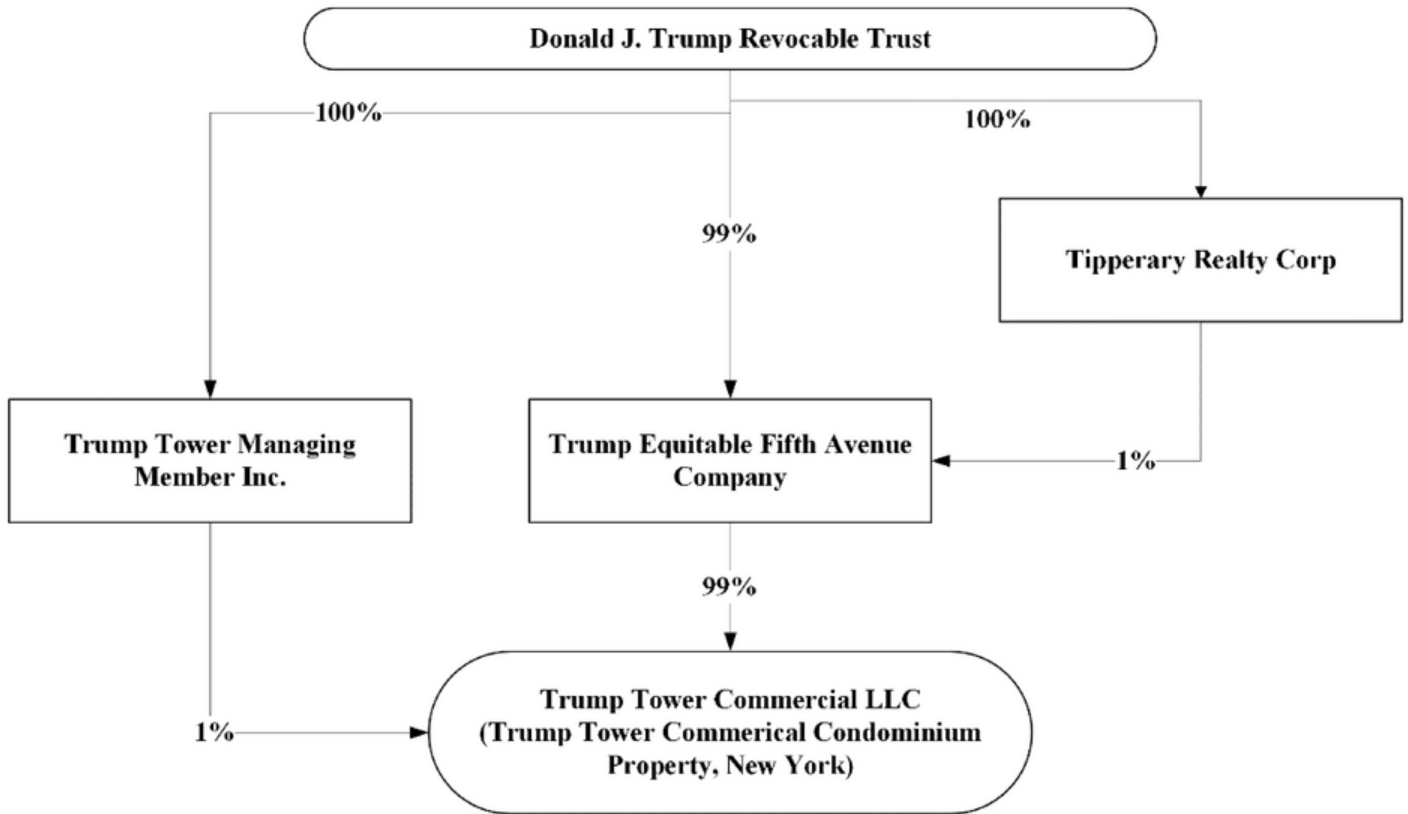 Donald J. Trump Revocable Trust
100%
100%
99%
Tipperary Realty Corp
Trump Tower Managing
Member Inc.
Trump Equitable Fifth Avenue
Company
1%
99%
Trump Tower Commercial LLC
(Trump Tower Commerical Condominium
Property, New York)
1%